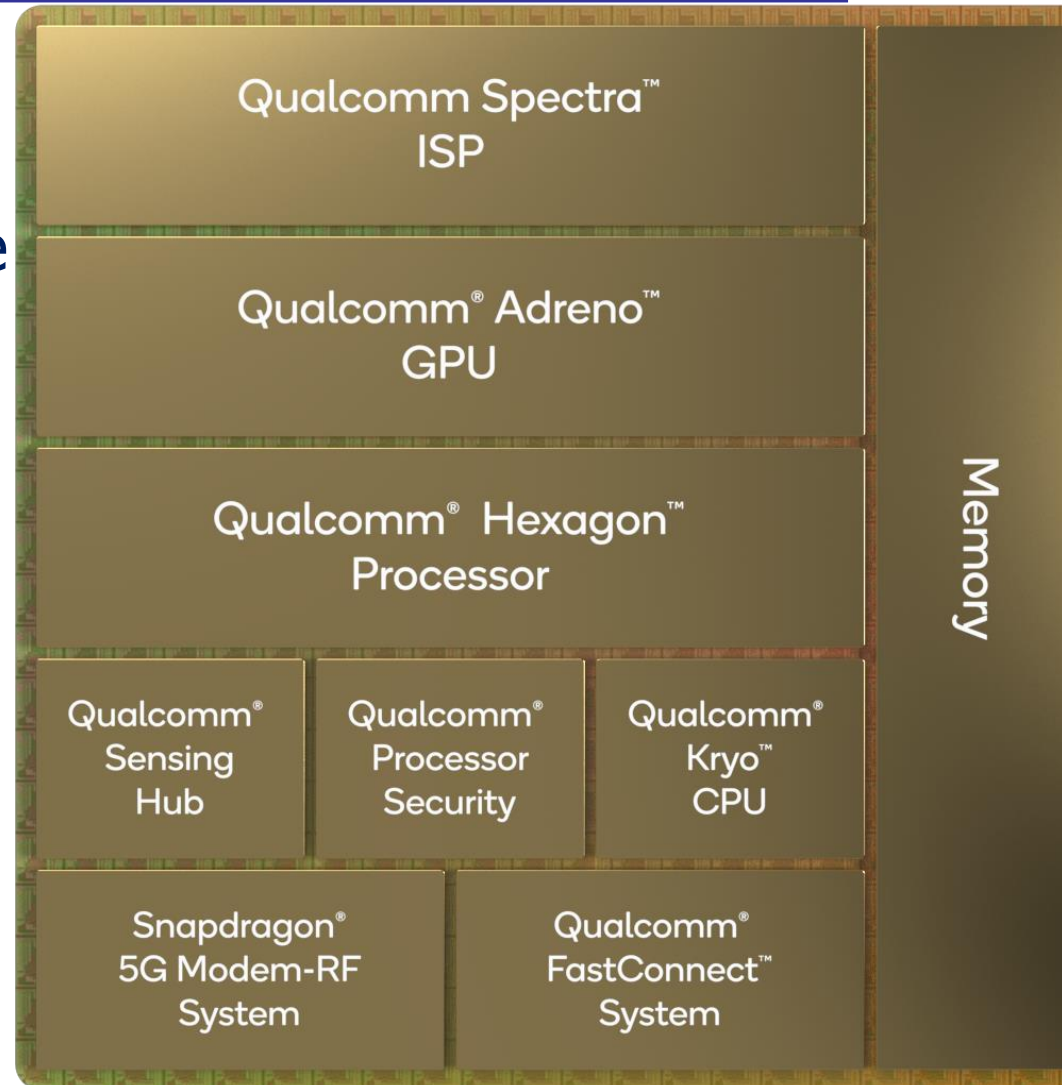 e
Qualcomm Spectra™
ISP
Qualcomm® Adreno™
GPU
Qualcomm® Hexagon™
Processor
Qualcomm®
Sensing
Hub
Qualcomm®
Processor
Security
Qualcomm®
Kryo™
CPU
Snapdragon®
5G Modem-RF
System
Qualcomm®
FastConnect™
System
Memory